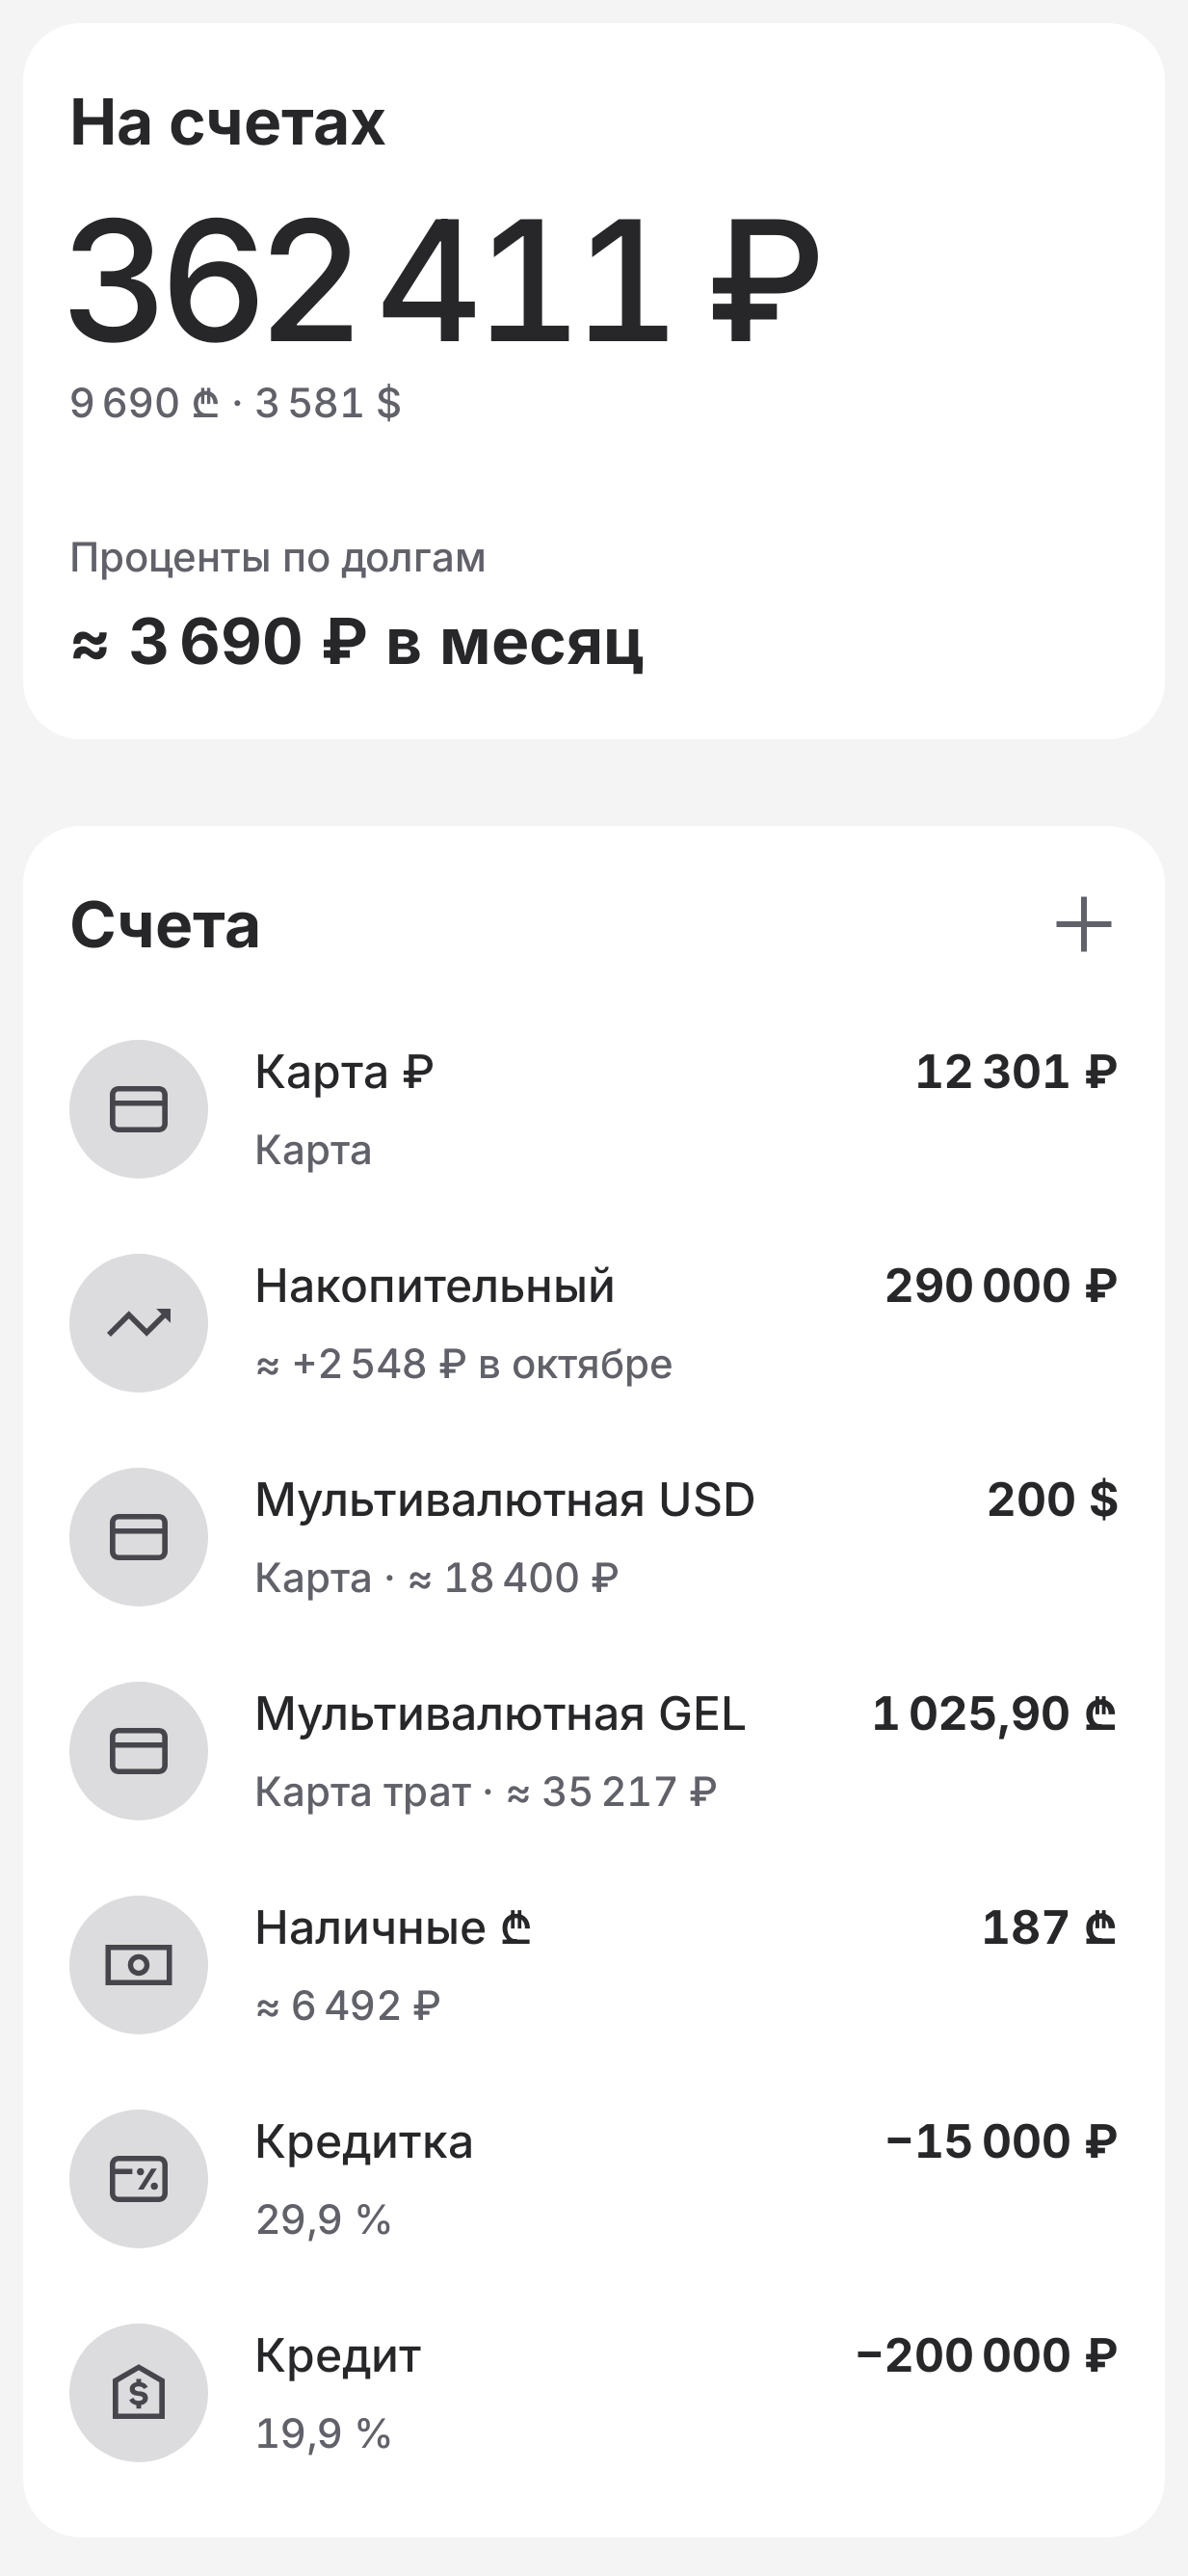 На счетах
362 411 ₽
9 690 ₾ · 3 581 $
Проценты по долгам
≈ 3 690 ₽ в месяц
Счета
Карта ₽ 12 301 ₽
Карта
Накопительный 290 000 ₽
≈ +2 548 ₽ в октябре
Мультивалютная USD 200 $
Карта · ≈ 18 400 ₽
Мультивалютная GEL 1 025,90 ₾
Карта трат · ≈ 35 217 ₽
Наличные ₾ 187 ₾
≈ 6 492 ₽
Кредитка −15 000 ₽
29,9 %
Кредит −200 000 ₽
19,9 %